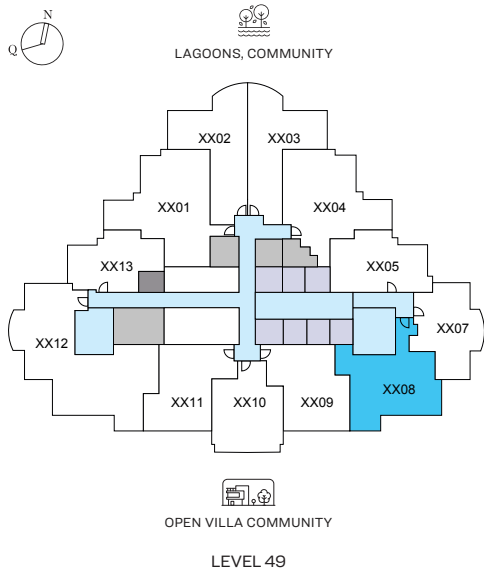 N
Q
LAGOONS, COMMUNITY
XX02
XX03
XX01
XX04
XX13
XX05
XX12
XX07
XX08
XX11
XX10
XX09
OPEN VILLA COMMUNITY
LEVEL 49